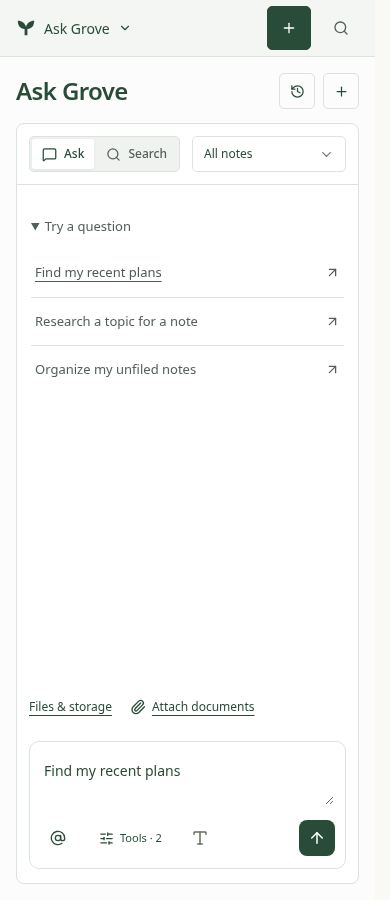 Ask Grove
Ask Grove
Ask
Search
All notes
Try a question
Find my recent plans
Research a topic for a note
Organize my unfiled notes
Files & storage
Attach documents
Find my recent plans
Tools · 2